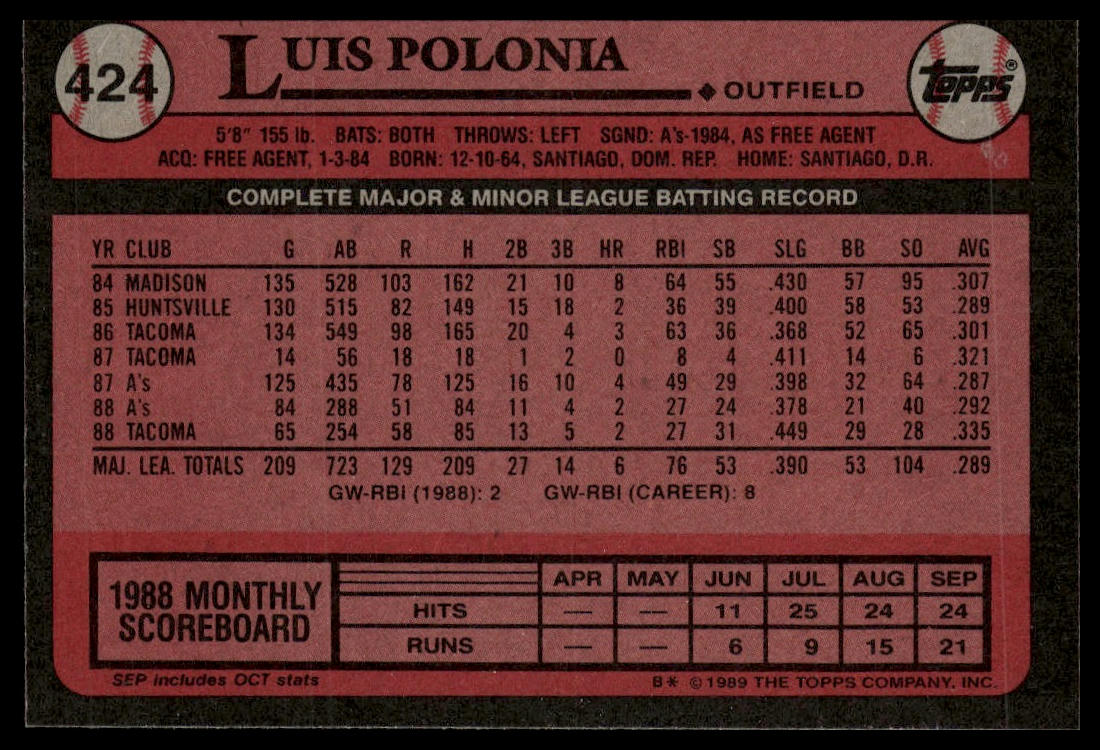 424
LUIS POLONIA
◆ OUTFIELD
TOPPS®
5'8" 155 lb. BATS: BOTH THROWS: LEFT SGND: A's-1984, AS FREE AGENT
ACQ: FREE AGENT, 1-3-84 BORN: 12-10-64, SANTIAGO, DOM. REP. HOME: SANTIAGO, D.R.
COMPLETE MAJOR & MINOR LEAGUE BATTING RECORD
YR CLUB G AB R H 2B 3B HR RBI SB SLG BB SO AVG
84 MADISON 135 528 103 162 21 10 8 64 55 .430 57 95 .307
85 HUNTSVILLE 130 515 82 149 15 18 2 36 39 .400 58 53 .289
86 TACOMA 134 549 98 165 20 4 3 63 36 .368 52 65 .301
87 TACOMA 14 56 18 18 1 2 0 8 4 .411 14 6 .321
87 A's 125 435 78 125 16 10 4 49 29 .398 32 64 .287
88 A's 84 288 51 84 11 4 2 27 24 .378 21 40 .292
88 TACOMA 65 254 58 85 13 5 2 27 31 .449 29 28 .335
MAJ. LEA. TOTALS 209 723 129 209 27 14 6 76 53 .390 53 104 .289
GW-RBI (1988): 2 GW-RBI (CAREER): 8
1988 MONTHLY
SCOREBOARD
APR MAY JUN JUL AUG SEP
HITS — — 11 25 24 24
RUNS — — 6 9 15 21
SEP includes OCT stats
B* ©1989 THE TOPPS COMPANY, INC.